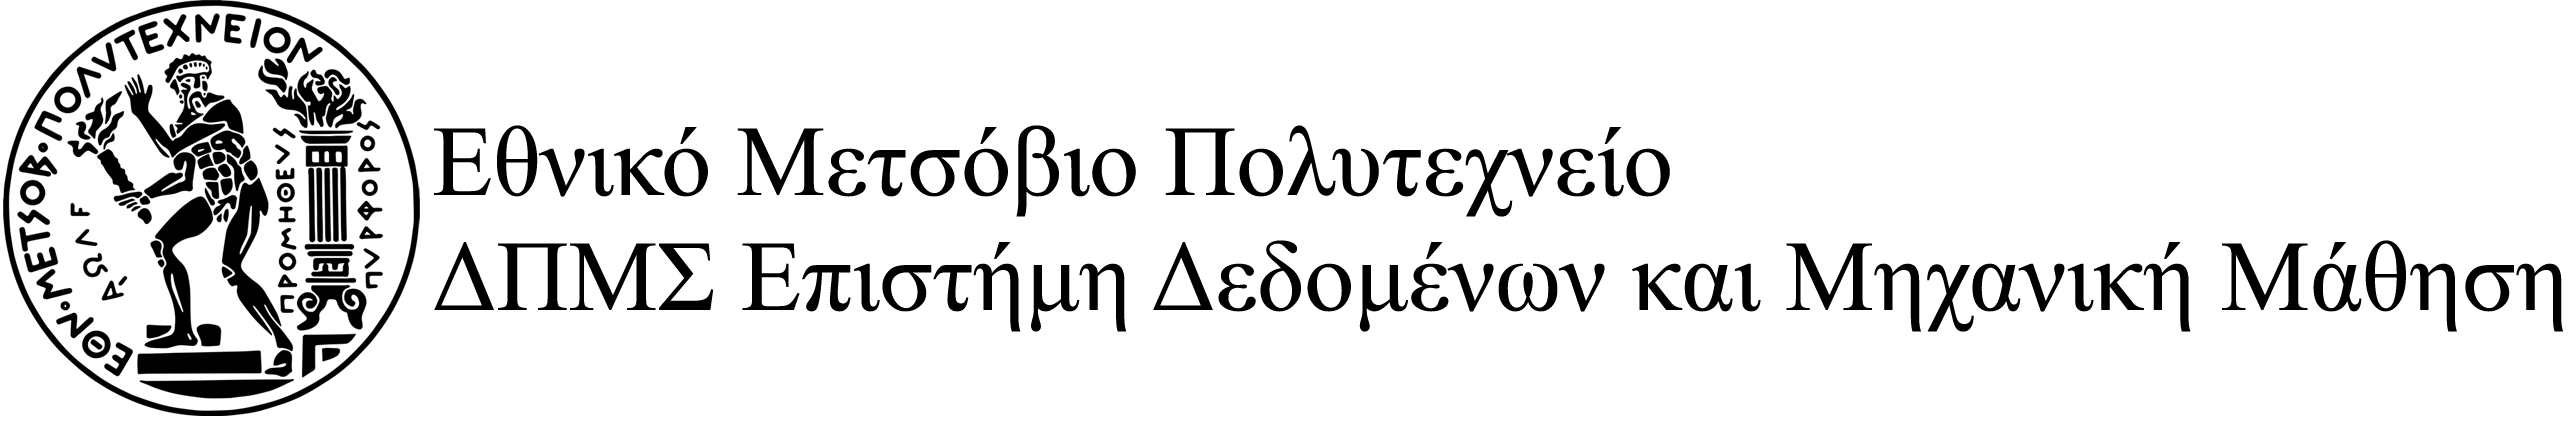 ΕΘΝ·ΜΕΤΣΟΒ·ΠΟΛΥΤΕΧΝΕΙΟΝ
ΠΡΟΜΗΘΕΥΣ
ΠΥΡΦΟΡΟΣ
Εθνικό Μετσόβιο Πολυτεχνείο
ΔΠΜΣ Επιστήμη Δεδομένων και Μηχανική Μάθηση